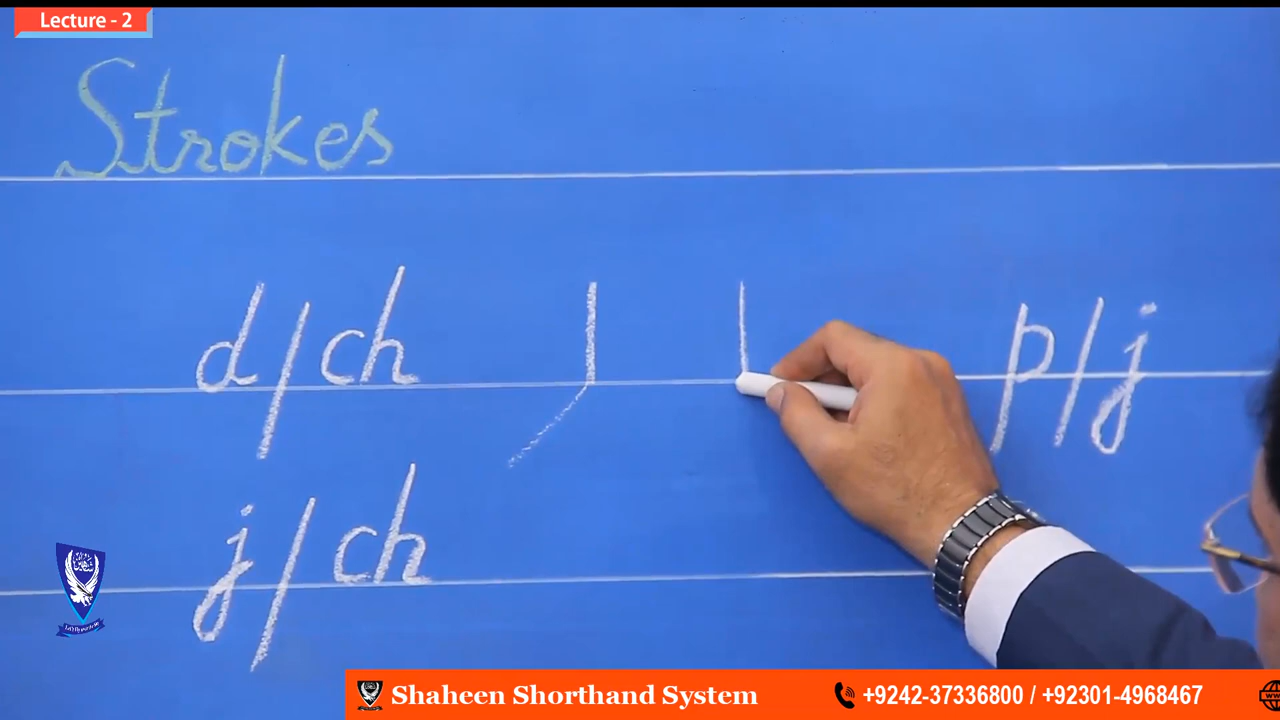 Lecture - 2
Strokes
d/ch p/j
j/ch
Shaheen Shorthand System +9242-37336800 / +92301-4968467